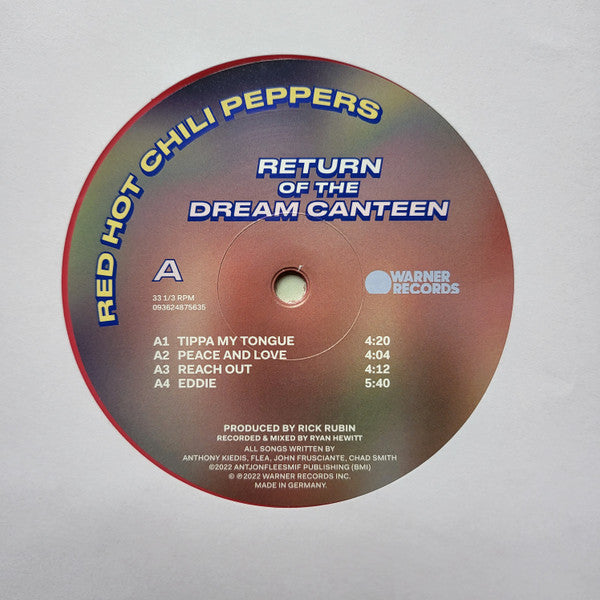 RED HOT CHILI PEPPERS
RETURN
OF THE
DREAM CANTEEN
A
WARNER
RECORDS
33 1/3 RPM
093624875635
A1 TIPPA MY TONGUE 4:20
A2 PEACE AND LOVE 4:04
A3 REACH OUT 4:12
A4 EDDIE 5:40
PRODUCED BY RICK RUBIN
RECORDED & MIXED BY RYAN HEWITT
ALL SONGS WRITTEN BY
ANTHONY KIEDIS, FLEA, JOHN FRUSCIANTE, CHAD SMITH
©2022 ANTJONFLEESMIF PUBLISHING (BMI)
© ℗2022 WARNER RECORDS INC.
MADE IN GERMANY.